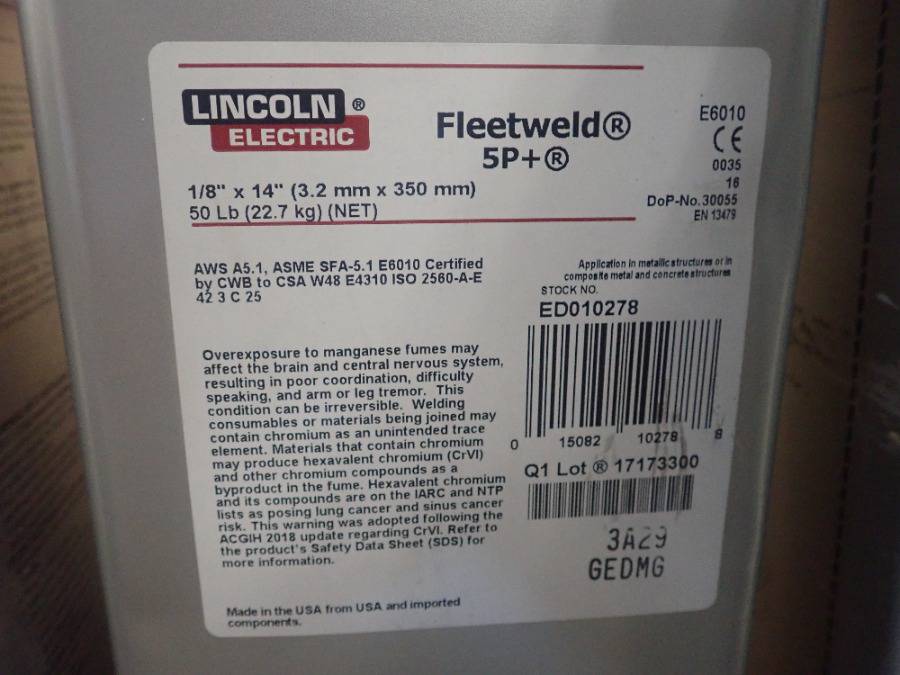 LINCOLN ®
ELECTRIC
Fleetweld®
5P+®
E6010
CE
0035
16
DoP-No.30055
EN 13479
1/8" x 14" (3.2 mm x 350 mm)
50 Lb (22.7 kg) (NET)
AWS A5.1, ASME SFA-5.1 E6010 Certified
by CWB to CSA W48 E4310 ISO 2560-A-E
42 3 C 25
Application in metallic structures or in
composite metal and concrete structures
STOCK NO.
ED010278
0 15082 10278 8
Q1 Lot ® 17173300
3A29
GEDMG
Overexposure to manganese fumes may
affect the brain and central nervous system,
resulting in poor coordination, difficulty
speaking, and arm or leg tremor. This
condition can be irreversible. Welding
consumables or materials being joined may
contain chromium as an unintended trace
element. Materials that contain chromium
may produce hexavalent chromium (CrVI)
and other chromium compounds as a
byproduct in the fume. Hexavalent chromium
and its compounds are on the IARC and NTP
lists as posing lung cancer and sinus cancer
risk. This warning was adopted following the
ACGIH 2018 update regarding CrVI. Refer to
the product's Safety Data Sheet (SDS) for
more information.
Made in the USA from USA and imported
components.